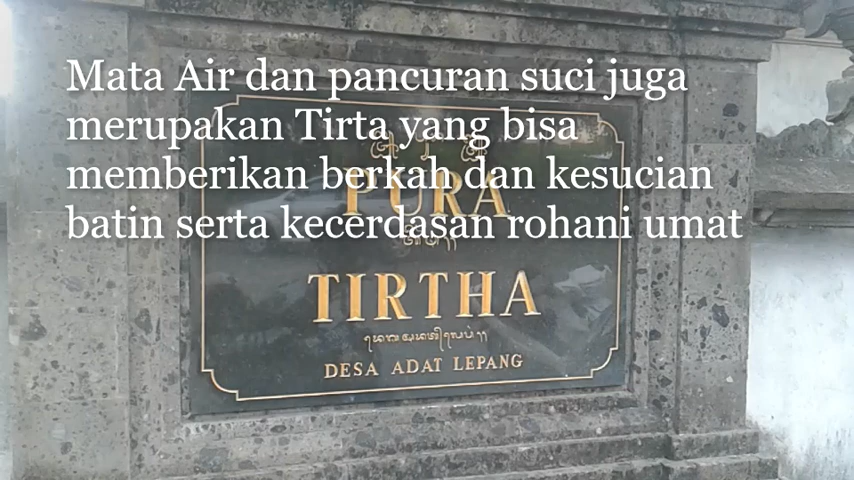 Mata Air dan pancuran suci juga
merupakan Tirta yang bisa
memberikan berkah dan kesucian
batin serta kecerdasan rohani umat
PURA
TIRTHA
DESA ADAT LEPANG